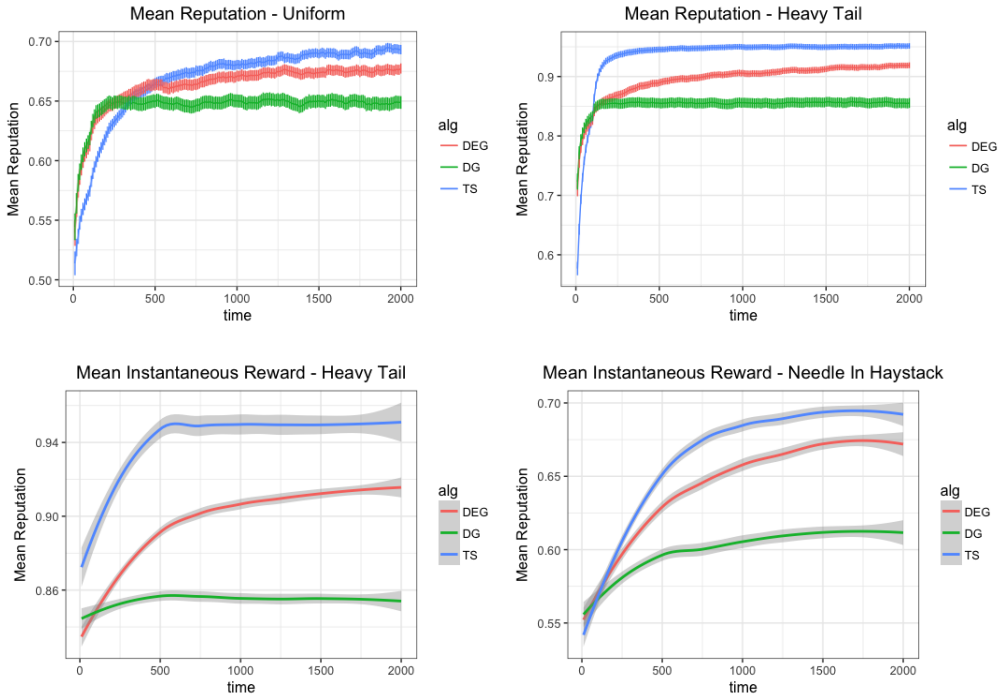 Mean Reputation - Uniform
Mean Reputation
0.70
0.65
0.60
0.55
0.50
0
500
1000
1500
2000
time
alg
DEG
DG
TS
Mean Reputation - Heavy Tail
Mean Reputation
0.9
0.8
0.7
0.6
0
500
1000
1500
2000
time
alg
DEG
DG
TS
Mean Instantaneous Reward - Heavy Tail
Mean Reputation
0.94
0.90
0.86
0
500
1000
1500
2000
time
alg
DEG
DG
TS
Mean Instantaneous Reward - Needle In Haystack
Mean Reputation
0.70
0.65
0.60
0.55
0
500
1000
1500
2000
time
alg
DEG
DG
TS